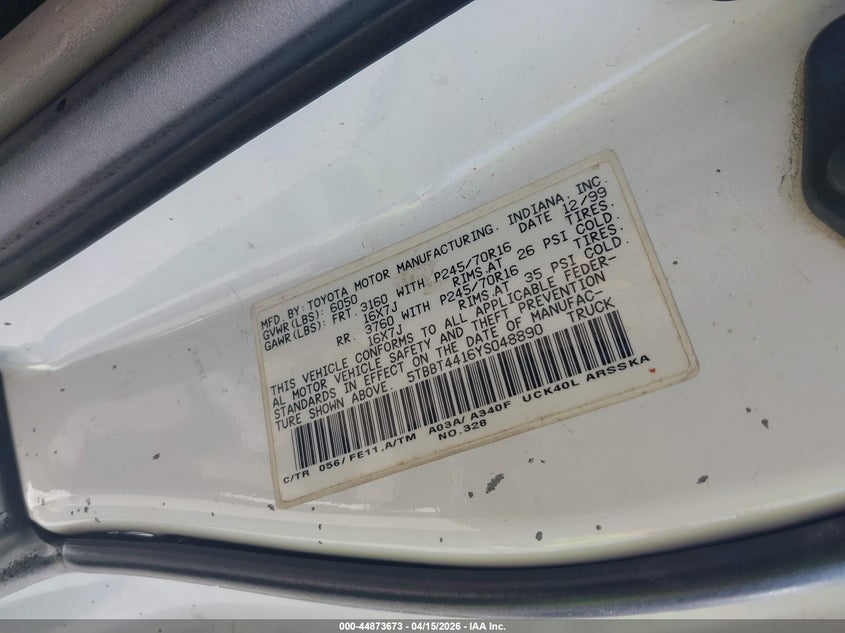 MFD. BY: TOYOTA MOTOR MANUFACTURING, INDIANA, INC.
GVWR(LBS): 6050 DATE 12/99
GAWR(LBS): FRT. 3160 WITH P245/70R16 TIRES.
16X7J RIMS.AT 26 PSI COLD.
RR. 3760 WITH P245/70R16 TIRES.
16X7J RIMS.AT 35 PSI COLD.
THIS VEHICLE CONFORMS TO ALL APPLICABLE FEDER-
AL MOTOR VEHICLE SAFETY AND THEFT PREVENTION
STANDARDS IN EFFECT ON THE DATE OF MANUFAC-
TURE SHOWN ABOVE. 5TBBT4416YS048890 TRUCK
C/TR 056/FE11,A/TM A03A/A340F UCK40L ARSSKA
NO.328
000-44873673 - 04/15/2026 - IAA Inc.